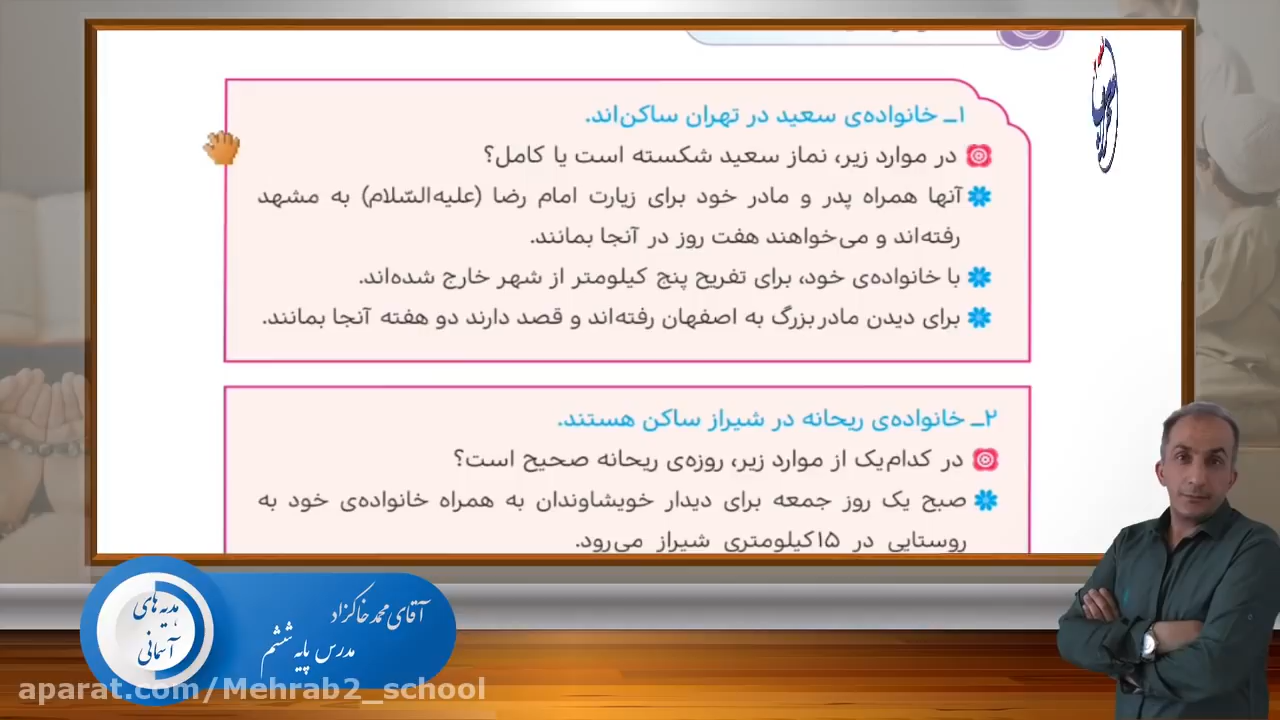 ۱ـ خانواده‌ی سعید در تهران ساکن‌اند.
در موارد زیر، نماز سعید شکسته است یا کامل؟
آنها همراه پدر و مادر خود برای زیارت امام رضا (علیه‌السّلام) به مشهد
رفته‌اند و می‌خواهند هفت روز در آنجا بمانند.
با خانواده‌ی خود، برای تفریح پنج کیلومتر از شهر خارج شده‌اند.
برای دیدن مادربزرگ به اصفهان رفته‌اند و قصد دارند دو هفته آنجا بمانند.
۲ـ خانواده‌ی ریحانه در شیراز ساکن هستند.
در کدام‌یک از موارد زیر، روزه‌ی ریحانه صحیح است؟
صبح یک روز جمعه برای دیدار خویشاوندان به همراه خانواده‌ی خود به
روستایی در ۱۵کیلومتری شیراز می‌رود.
آقای محمد خاکزاد
مدرس پایه ششم
هدیه های
آسمانی
aparat.com/Mehrab2_school